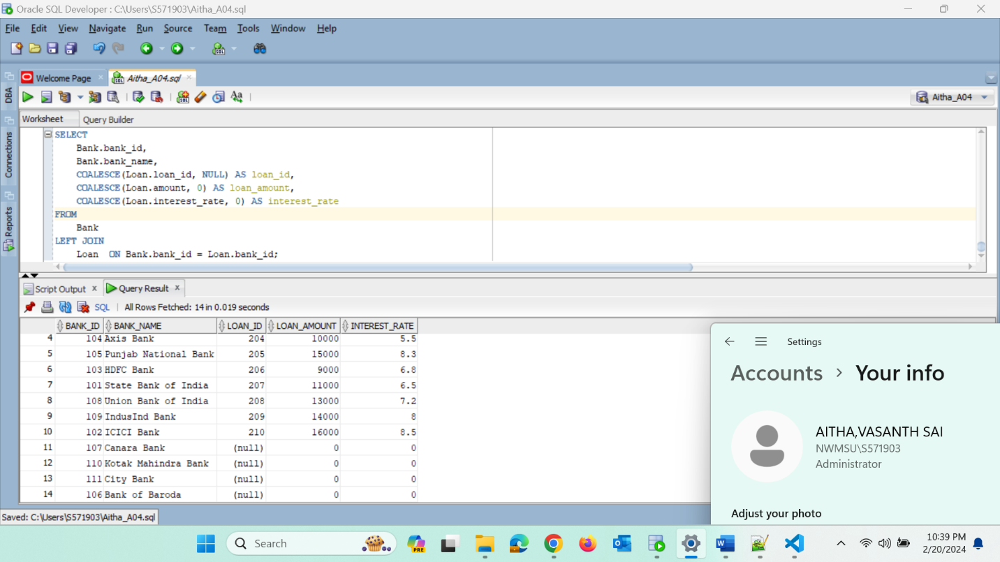 Oracle SQL Developer : C:\Users\S571903\Aitha_A04.sql
File Edit View Navigate Run Source Team Tools Window Help
Welcome Page Aitha_A04.sql
Aitha_A04
Worksheet Query Builder
DBA
Connections
Reports
SELECT
Bank.bank_id,
Bank.bank_name,
COALESCE(Loan.loan_id, NULL) AS loan_id,
COALESCE(Loan.amount, 0) AS loan_amount,
COALESCE(Loan.interest_rate, 0) AS interest_rate
FROM
Bank
LEFT JOIN
Loan ON Bank.bank_id = Loan.bank_id;
Script Output x Query Result x
SQL | All Rows Fetched: 14 in 0.019 seconds
BANK_ID BANK_NAME LOAN_ID LOAN_AMOUNT INTEREST_RATE
4 104 Axis Bank 204 10000 5.5
5 105 Punjab National Bank 205 15000 8.3
6 103 HDFC Bank 206 9000 6.8
7 101 State Bank of India 207 11000 6.5
8 108 Union Bank of India 208 13000 7.2
9 109 IndusInd Bank 209 14000 8
10 102 ICICI Bank 210 16000 8.5
11 107 Canara Bank (null) 0 0
12 110 Kotak Mahindra Bank (null) 0 0
13 111 City Bank (null) 0 0
14 106 Bank of Baroda (null) 0 0
Settings
Accounts > Your info
AITHA,VASANTH SAI
NWMSU\S571903
Administrator
Adjust your photo
Saved: C:\Users\S571903\Aitha_A04.sql
Search
PRE
10:39 PM
2/20/2024